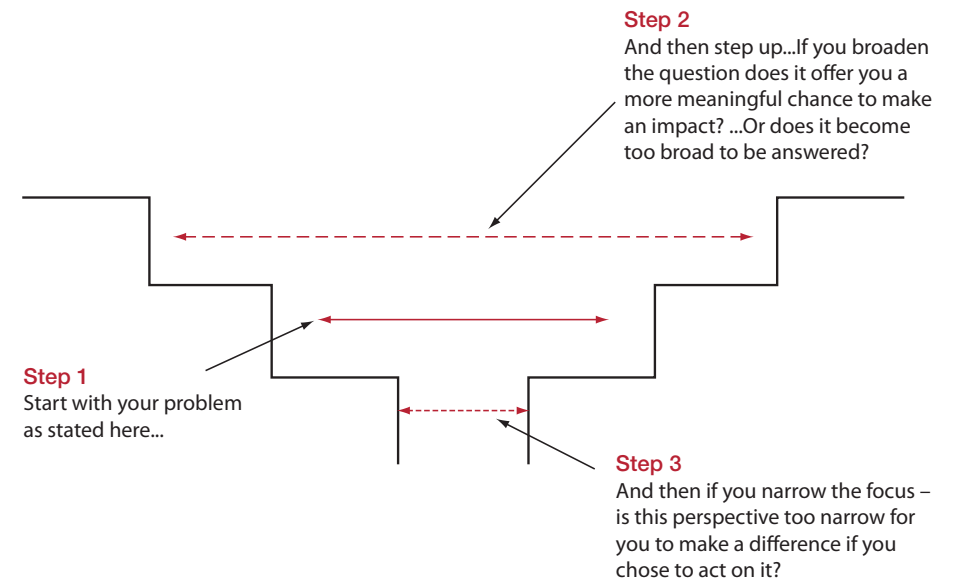 Step 2
And then step up...If you broaden
the question does it offer you a
more meaningful chance to make
an impact? ...Or does it become
too broad to be answered?
Step 1
Start with your problem
as stated here...
Step 3
And then if you narrow the focus –
is this perspective too narrow for
you to make a difference if you
chose to act on it?